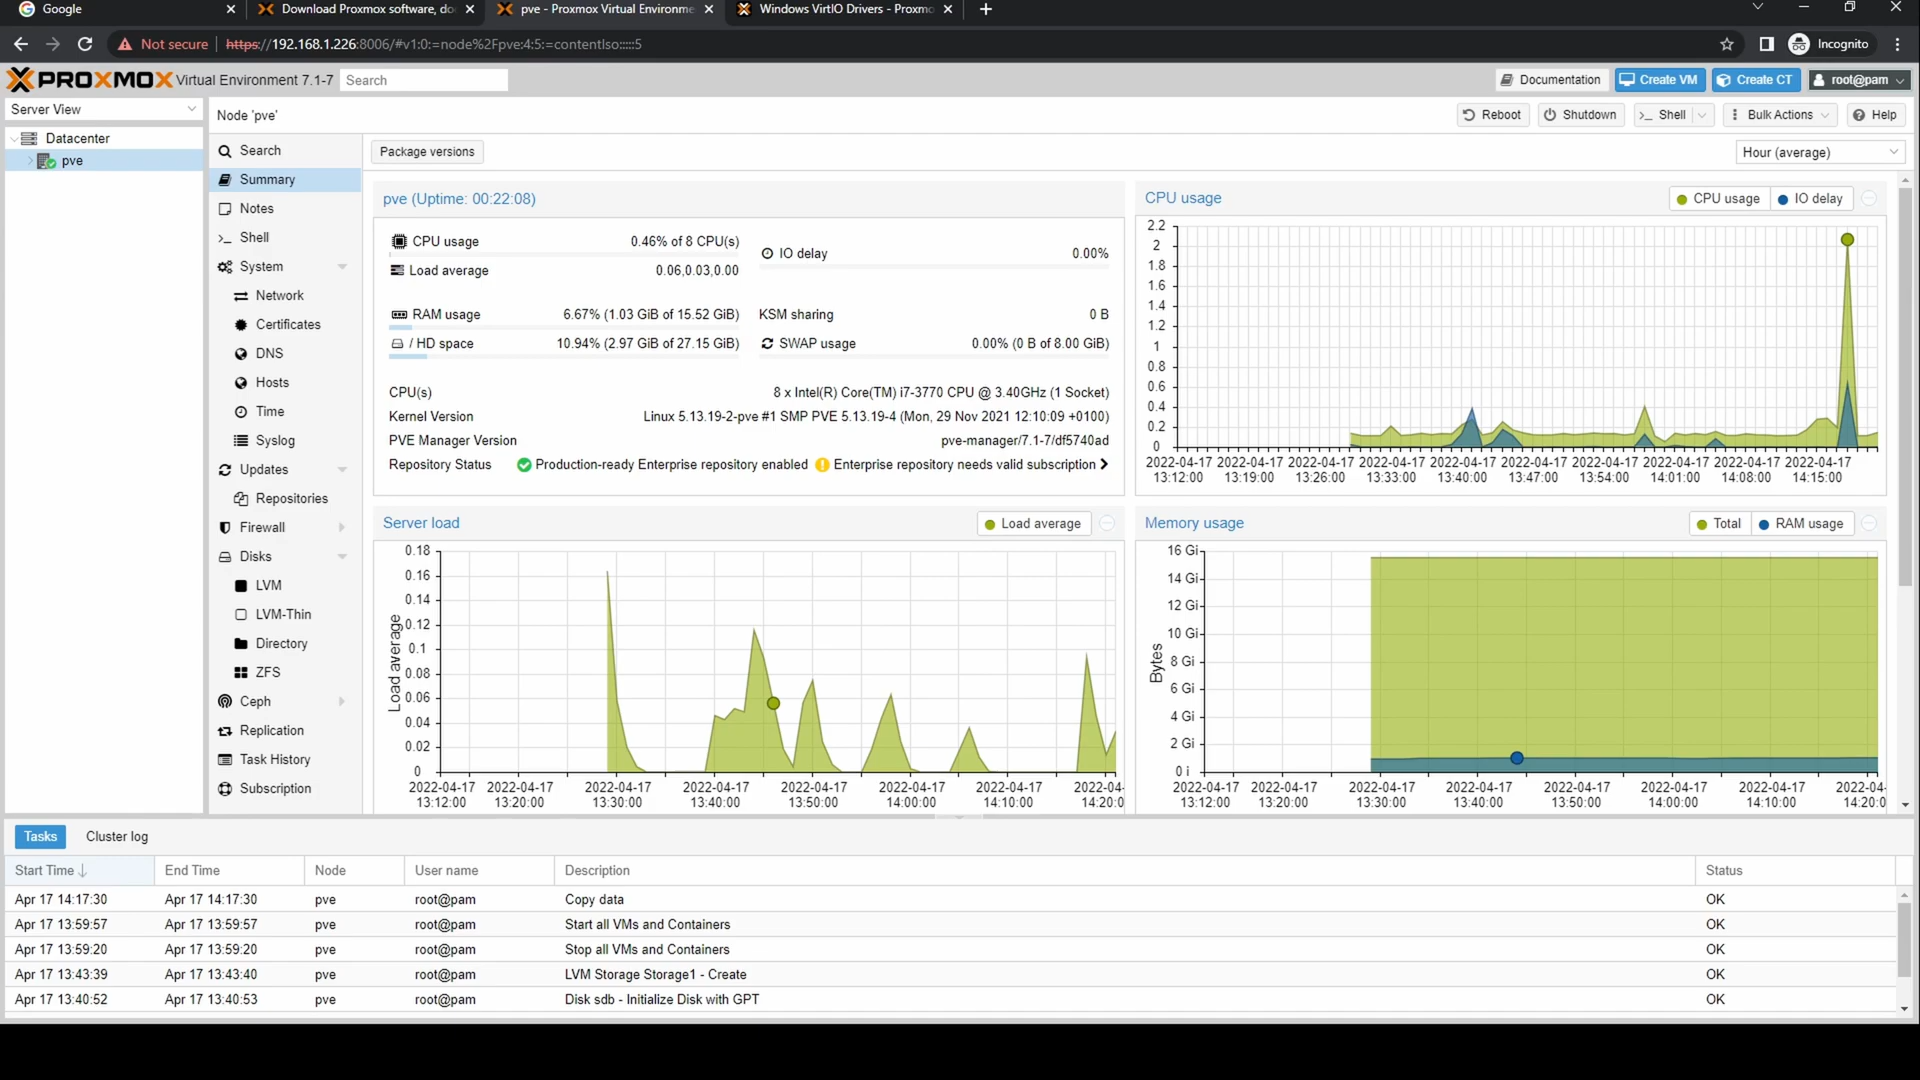 Google
Download Proxmox software, do
pve - Proxmox Virtual Environme
Windows VirtIO Drivers - Proxmo
Not secure
https://192.168.1.226:8006/#v1:0:=node%2Fpve:4:5:=contentIso:::::5
Incognito
PROXMOX Virtual Environment 7.1-7
Search
Documentation
Create VM
Create CT
root@pam
Server View
Datacenter
pve
Node 'pve'
Reboot
Shutdown
Shell
Bulk Actions
Help
Search
Summary
Notes
Shell
System
Network
Certificates
DNS
Hosts
Time
Syslog
Updates
Repositories
Firewall
Disks
LVM
LVM-Thin
Directory
ZFS
Ceph
Replication
Task History
Subscription
Package versions
Hour (average)
pve (Uptime: 00:22:08)
CPU usage 0.46% of 8 CPU(s)
Load average 0.06,0.03,0.00
IO delay 0.00%
RAM usage 6.67% (1.03 GiB of 15.52 GiB)
KSM sharing 0 B
/ HD space 10.94% (2.97 GiB of 27.15 GiB)
SWAP usage 0.00% (0 B of 8.00 GiB)
CPU(s) 8 x Intel(R) Core(TM) i7-3770 CPU @ 3.40GHz (1 Socket)
Kernel Version Linux 5.13.19-2-pve #1 SMP PVE 5.13.19-4 (Mon, 29 Nov 2021 12:10:09 +0100)
PVE Manager Version pve-manager/7.1-7/df5740ad
Repository Status Production-ready Enterprise repository enabled Enterprise repository needs valid subscription
CPU usage
CPU usage
IO delay
2.2
2
1.8
1.6
1.4
1.2
1
0.8
0.6
0.4
0.2
0
2022-04-17 2022-04-17 2022-04-17 2022-04-17 2022-04-17 2022-04-17 2022-04-17 2022-04-17 2022-04-17 2022-04-17
13:12:00 13:19:00 13:26:00 13:33:00 13:40:00 13:47:00 13:54:00 14:01:00 14:08:00 14:15:00
Server load
Load average
Load average
0.18
0.16
0.14
0.12
0.1
0.08
0.06
0.04
0.02
0
2022-04-17 2022-04-17 2022-04-17 2022-04-17 2022-04-17 2022-04-17 2022-04-17 2022-04-
13:12:00 13:20:00 13:30:00 13:40:00 13:50:00 14:00:00 14:10:00 14:20:0
Memory usage
Total
RAM usage
Bytes
16 Gi
14 Gi
12 Gi
10 Gi
8 Gi
6 Gi
4 Gi
2 Gi
0 i
2022-04-17 2022-04-17 2022-04-17 2022-04-17 2022-04-17 2022-04-17 2022-04-17 2022-04-
13:12:00 13:20:00 13:30:00 13:40:00 13:50:00 14:00:00 14:10:00 14:20:0
Tasks
Cluster log
Start Time End Time Node User name Description Status
Apr 17 14:17:30 Apr 17 14:17:30 pve root@pam Copy data OK
Apr 17 13:59:57 Apr 17 13:59:57 pve root@pam Start all VMs and Containers OK
Apr 17 13:59:20 Apr 17 13:59:20 pve root@pam Stop all VMs and Containers OK
Apr 17 13:43:39 Apr 17 13:43:40 pve root@pam LVM Storage Storage1 - Create OK
Apr 17 13:40:52 Apr 17 13:40:53 pve root@pam Disk sdb - Initialize Disk with GPT OK